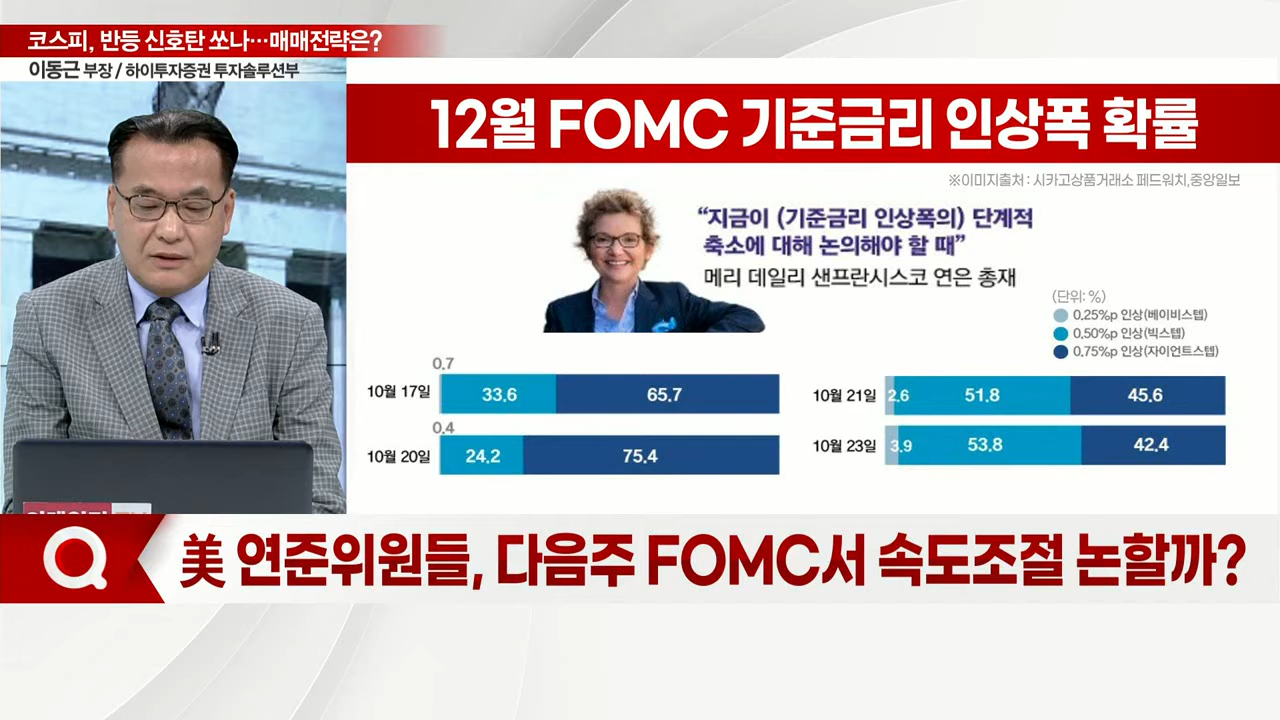 코스피, 반등 신호탄 쏘나…매매전략은?
이동근 부장 / 하이투자증권 투자솔루션부
12월 FOMC 기준금리 인상폭 확률
※이미지출처 : 시카고상품거래소 페드워치,중앙일보
“지금이 (기준금리 인상폭의) 단계적
축소에 대해 논의해야 할 때”
메리 데일리 샌프란시스코 연은 총재
(단위: %)
0.25%p 인상(베이비스텝)
0.50%p 인상(빅스텝)
0.75%p 인상(자이언트스텝)
0.7
10월 17일 33.6 65.7
0.4
10월 20일 24.2 75.4
10월 21일 2.6 51.8 45.6
10월 23일 3.9 53.8 42.4
美 연준위원들, 다음주 FOMC서 속도조절 논할까?